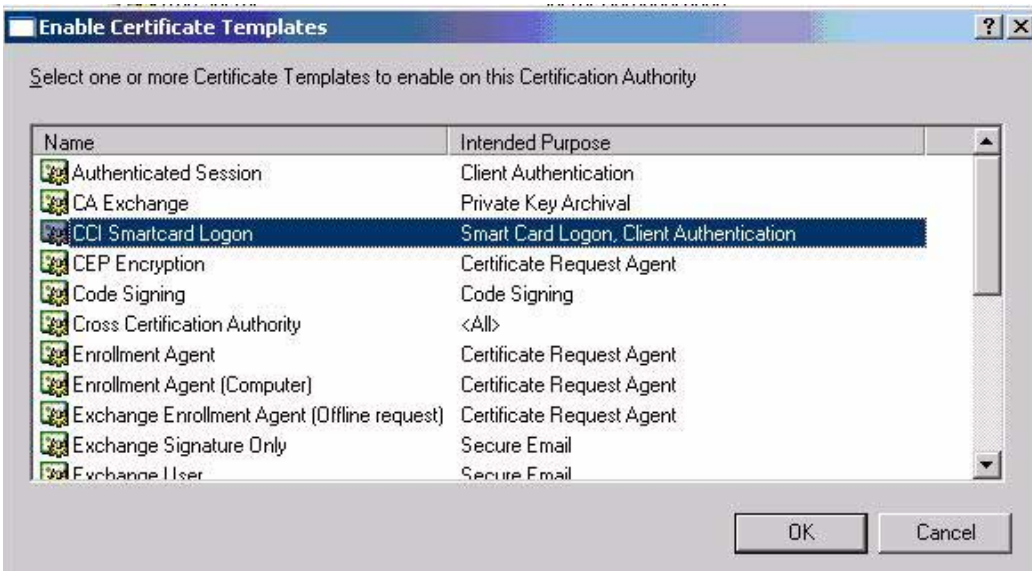 Enable Certificate Templates
Select one or more Certificate Templates to enable on this Certification Authority
Name Intended Purpose
Authenticated Session Client Authentication
CA Exchange Private Key Archival
CCI Smartcard Logon Smart Card Logon, Client Authentication
CEP Encryption Certificate Request Agent
Code Signing Code Signing
Cross Certification Authority <All>
Enrollment Agent Certificate Request Agent
Enrollment Agent (Computer) Certificate Request Agent
Exchange Enrollment Agent (Offline request) Certificate Request Agent
Exchange Signature Only Secure Email
Exchange User Secure Email
OK Cancel